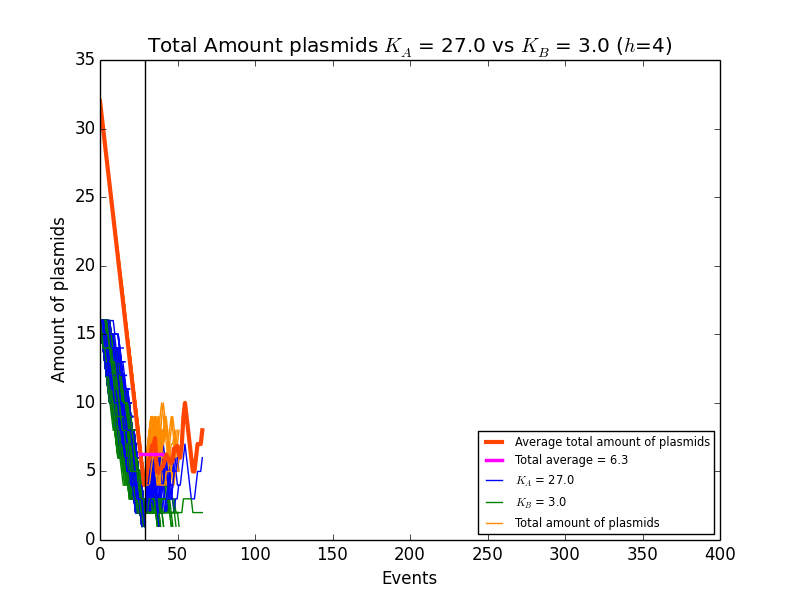 Total Amount plasmids K_A = 27.0 vs K_B = 3.0 (h=4)
35
30
25
20
15
10
5
0
Amount of plasmids
Average total amount of plasmids
Total average = 6.3
K_A = 27.0
K_B = 3.0
Total amount of plasmids
0 50 100 150 200 250 300 350 400
Events